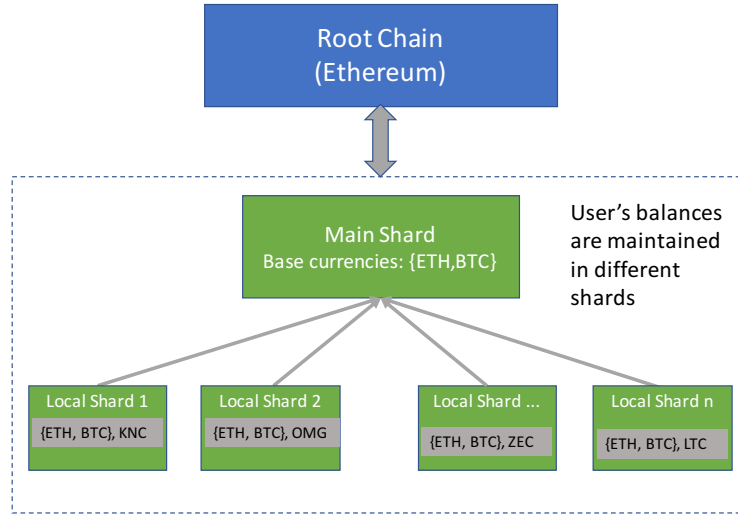 Root Chain
(Ethereum)
Main Shard
Base currencies: {ETH,BTC}
User’s balances
are maintained
in different
shards
Local Shard 1
{ETH, BTC}, KNC
Local Shard 2
{ETH, BTC}, OMG
Local Shard ...
{ETH, BTC}, ZEC
Local Shard n
{ETH, BTC}, LTC